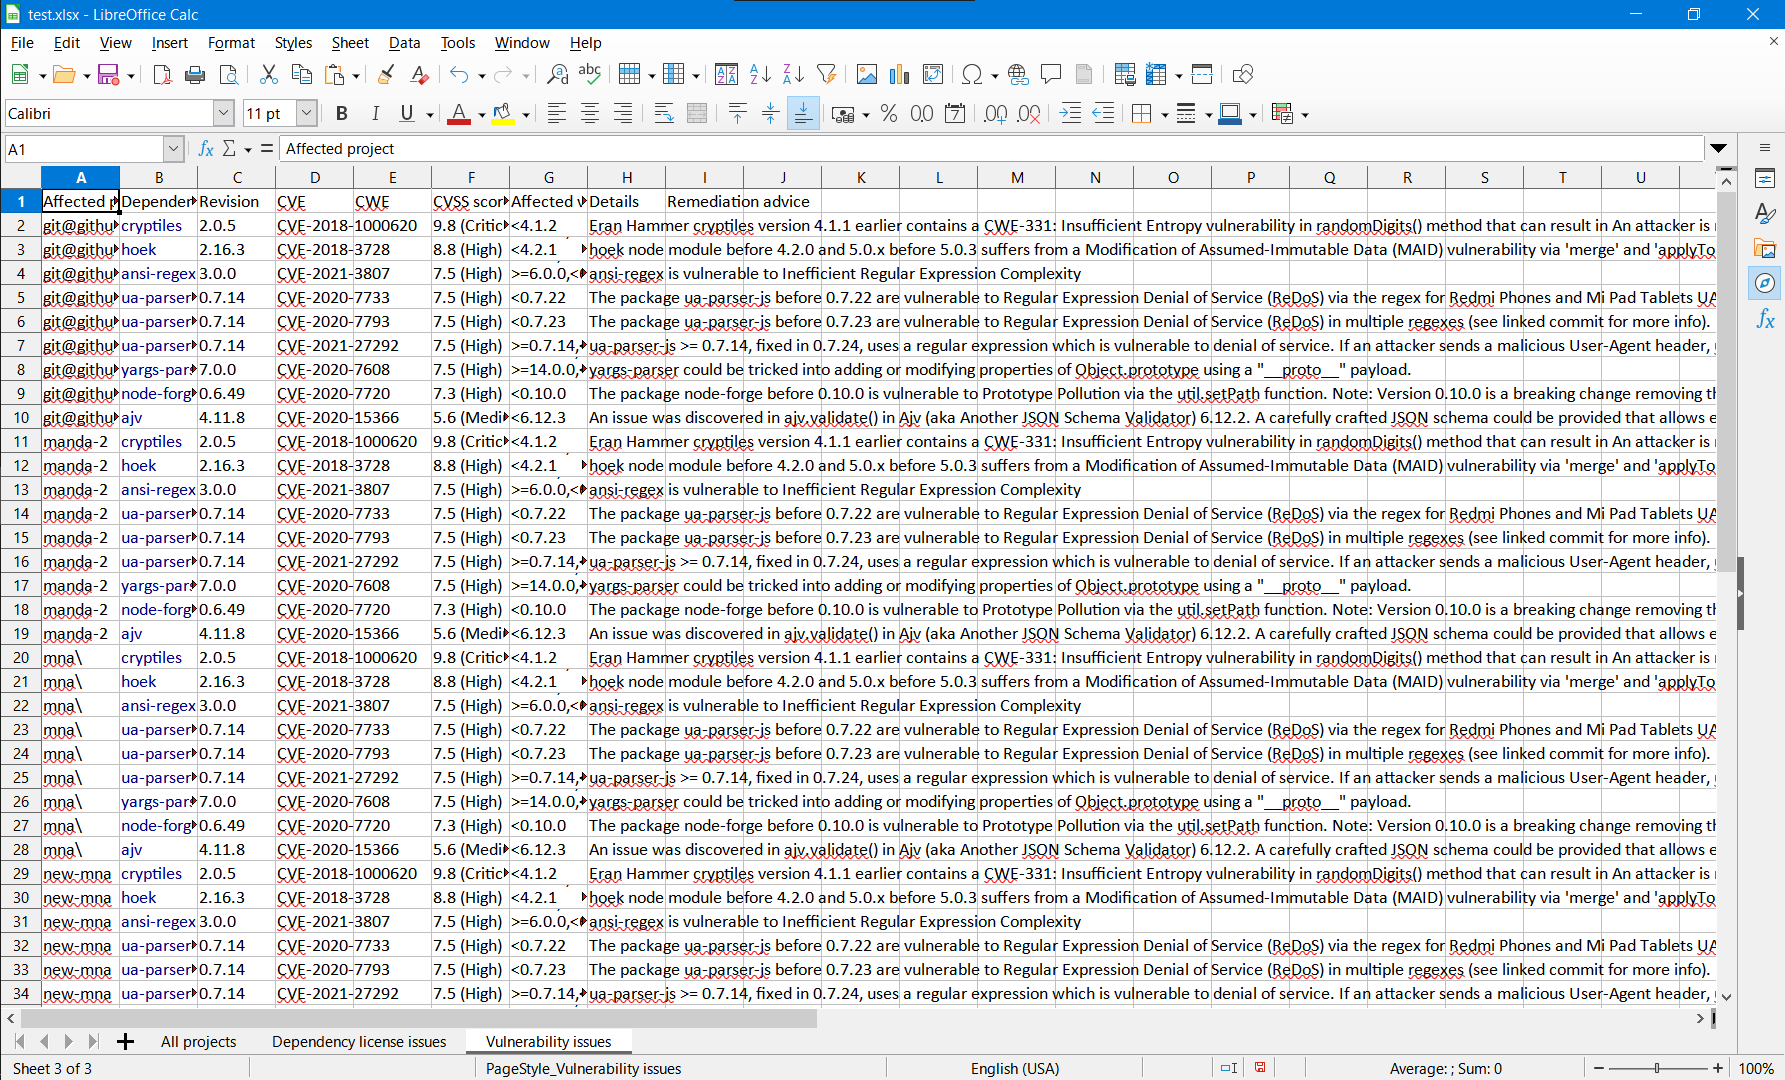 test.xlsx - LibreOffice Calc
File Edit View Insert Format Styles Sheet Data Tools Window Help
Calibri 11 pt
A1 Affected project
A B C D E F G H I J K L M N O P Q R S T U
1 Affected p Depender Revision CVE CWE CVSS scor Affected v Details Remediation advice
2 git@githu cryptiles 2.0.5 CVE-2018-1000620 9.8 (Critic <4.1.2 Eran Hammer cryptiles version 4.1.1 earlier contains a CWE-331: Insufficient Entropy vulnerability in randomDigits() method that can result in An attacker is
3 git@githu hoek 2.16.3 CVE-2018-3728 8.8 (High) <4.2.1 hoek node module before 4.2.0 and 5.0.x before 5.0.3 suffers from a Modification of Assumed-Immutable Data (MAID) vulnerability via 'merge' and 'applyTo
4 git@githu ansi-regex 3.0.0 CVE-2021-3807 7.5 (High) >=6.0.0,< ansi-regex is vulnerable to Inefficient Regular Expression Complexity
5 git@githu ua-parser 0.7.14 CVE-2020-7733 7.5 (High) <0.7.22 The package ua-parser-js before 0.7.22 are vulnerable to Regular Expression Denial of Service (ReDoS) via the regex for Redmi Phones and Mi Pad Tablets UA
6 git@githu ua-parser 0.7.14 CVE-2020-7793 7.5 (High) <0.7.23 The package ua-parser-js before 0.7.23 are vulnerable to Regular Expression Denial of Service (ReDoS) in multiple regexes (see linked commit for more info).
7 git@githu ua-parser 0.7.14 CVE-2021-27292 7.5 (High) >=0.7.14, ua-parser-js >= 0.7.14, fixed in 0.7.24, uses a regular expression which is vulnerable to denial of service. If an attacker sends a malicious User-Agent header,
8 git@githu yargs-par 7.0.0 CVE-2020-7608 7.5 (High) >=14.0.0, yargs-parser could be tricked into adding or modifying properties of Object.prototype using a "__proto__" payload.
9 git@githu node-forg 0.6.49 CVE-2020-7720 7.3 (High) <0.10.0 The package node-forge before 0.10.0 is vulnerable to Prototype Pollution via the util.setPath function. Note: Version 0.10.0 is a breaking change removing th
10 git@githu ajv 4.11.8 CVE-2020-15366 5.6 (Medi <6.12.3 An issue was discovered in ajv.validate() in Ajv (aka Another JSON Schema Validator) 6.12.2. A carefully crafted JSON schema could be provided that allows e
11 manda-2 cryptiles 2.0.5 CVE-2018-1000620 9.8 (Critic <4.1.2 Eran Hammer cryptiles version 4.1.1 earlier contains a CWE-331: Insufficient Entropy vulnerability in randomDigits() method that can result in An attacker is
12 manda-2 hoek 2.16.3 CVE-2018-3728 8.8 (High) <4.2.1 hoek node module before 4.2.0 and 5.0.x before 5.0.3 suffers from a Modification of Assumed-Immutable Data (MAID) vulnerability via 'merge' and 'applyTo
13 manda-2 ansi-regex 3.0.0 CVE-2021-3807 7.5 (High) >=6.0.0,< ansi-regex is vulnerable to Inefficient Regular Expression Complexity
14 manda-2 ua-parser 0.7.14 CVE-2020-7733 7.5 (High) <0.7.22 The package ua-parser-js before 0.7.22 are vulnerable to Regular Expression Denial of Service (ReDoS) via the regex for Redmi Phones and Mi Pad Tablets UA
15 manda-2 ua-parser 0.7.14 CVE-2020-7793 7.5 (High) <0.7.23 The package ua-parser-js before 0.7.23 are vulnerable to Regular Expression Denial of Service (ReDoS) in multiple regexes (see linked commit for more info).
16 manda-2 ua-parser 0.7.14 CVE-2021-27292 7.5 (High) >=0.7.14, ua-parser-js >= 0.7.14, fixed in 0.7.24, uses a regular expression which is vulnerable to denial of service. If an attacker sends a malicious User-Agent header,
17 manda-2 yargs-par 7.0.0 CVE-2020-7608 7.5 (High) >=14.0.0, yargs-parser could be tricked into adding or modifying properties of Object.prototype using a "__proto__" payload.
18 manda-2 node-forg 0.6.49 CVE-2020-7720 7.3 (High) <0.10.0 The package node-forge before 0.10.0 is vulnerable to Prototype Pollution via the util.setPath function. Note: Version 0.10.0 is a breaking change removing th
19 manda-2 ajv 4.11.8 CVE-2020-15366 5.6 (Medi <6.12.3 An issue was discovered in ajv.validate() in Ajv (aka Another JSON Schema Validator) 6.12.2. A carefully crafted JSON schema could be provided that allows e
20 mna\ cryptiles 2.0.5 CVE-2018-1000620 9.8 (Critic <4.1.2 Eran Hammer cryptiles version 4.1.1 earlier contains a CWE-331: Insufficient Entropy vulnerability in randomDigits() method that can result in An attacker is
21 mna\ hoek 2.16.3 CVE-2018-3728 8.8 (High) <4.2.1 hoek node module before 4.2.0 and 5.0.x before 5.0.3 suffers from a Modification of Assumed-Immutable Data (MAID) vulnerability via 'merge' and 'applyTo
22 mna\ ansi-regex 3.0.0 CVE-2021-3807 7.5 (High) >=6.0.0,< ansi-regex is vulnerable to Inefficient Regular Expression Complexity
23 mna\ ua-parser 0.7.14 CVE-2020-7733 7.5 (High) <0.7.22 The package ua-parser-js before 0.7.22 are vulnerable to Regular Expression Denial of Service (ReDoS) via the regex for Redmi Phones and Mi Pad Tablets UA
24 mna\ ua-parser 0.7.14 CVE-2020-7793 7.5 (High) <0.7.23 The package ua-parser-js before 0.7.23 are vulnerable to Regular Expression Denial of Service (ReDoS) in multiple regexes (see linked commit for more info).
25 mna\ ua-parser 0.7.14 CVE-2021-27292 7.5 (High) >=0.7.14, ua-parser-js >= 0.7.14, fixed in 0.7.24, uses a regular expression which is vulnerable to denial of service. If an attacker sends a malicious User-Agent header,
26 mna\ yargs-par 7.0.0 CVE-2020-7608 7.5 (High) >=14.0.0, yargs-parser could be tricked into adding or modifying properties of Object.prototype using a "__proto__" payload.
27 mna\ node-forg 0.6.49 CVE-2020-7720 7.3 (High) <0.10.0 The package node-forge before 0.10.0 is vulnerable to Prototype Pollution via the util.setPath function. Note: Version 0.10.0 is a breaking change removing th
28 mna\ ajv 4.11.8 CVE-2020-15366 5.6 (Medi <6.12.3 An issue was discovered in ajv.validate() in Ajv (aka Another JSON Schema Validator) 6.12.2. A carefully crafted JSON schema could be provided that allows e
29 new-mna cryptiles 2.0.5 CVE-2018-1000620 9.8 (Critic <4.1.2 Eran Hammer cryptiles version 4.1.1 earlier contains a CWE-331: Insufficient Entropy vulnerability in randomDigits() method that can result in An attacker is
30 new-mna hoek 2.16.3 CVE-2018-3728 8.8 (High) <4.2.1 hoek node module before 4.2.0 and 5.0.x before 5.0.3 suffers from a Modification of Assumed-Immutable Data (MAID) vulnerability via 'merge' and 'applyTo
31 new-mna ansi-regex 3.0.0 CVE-2021-3807 7.5 (High) >=6.0.0,< ansi-regex is vulnerable to Inefficient Regular Expression Complexity
32 new-mna ua-parser 0.7.14 CVE-2020-7733 7.5 (High) <0.7.22 The package ua-parser-js before 0.7.22 are vulnerable to Regular Expression Denial of Service (ReDoS) via the regex for Redmi Phones and Mi Pad Tablets UA
33 new-mna ua-parser 0.7.14 CVE-2020-7793 7.5 (High) <0.7.23 The package ua-parser-js before 0.7.23 are vulnerable to Regular Expression Denial of Service (ReDoS) in multiple regexes (see linked commit for more info).
34 new-mna ua-parser 0.7.14 CVE-2021-27292 7.5 (High) >=0.7.14, ua-parser-js >= 0.7.14, fixed in 0.7.24, uses a regular expression which is vulnerable to denial of service. If an attacker sends a malicious User-Agent header,
All projects Dependency license issues Vulnerability issues
Sheet 3 of 3 PageStyle_Vulnerability issues English (USA) Average: ; Sum: 0 100%